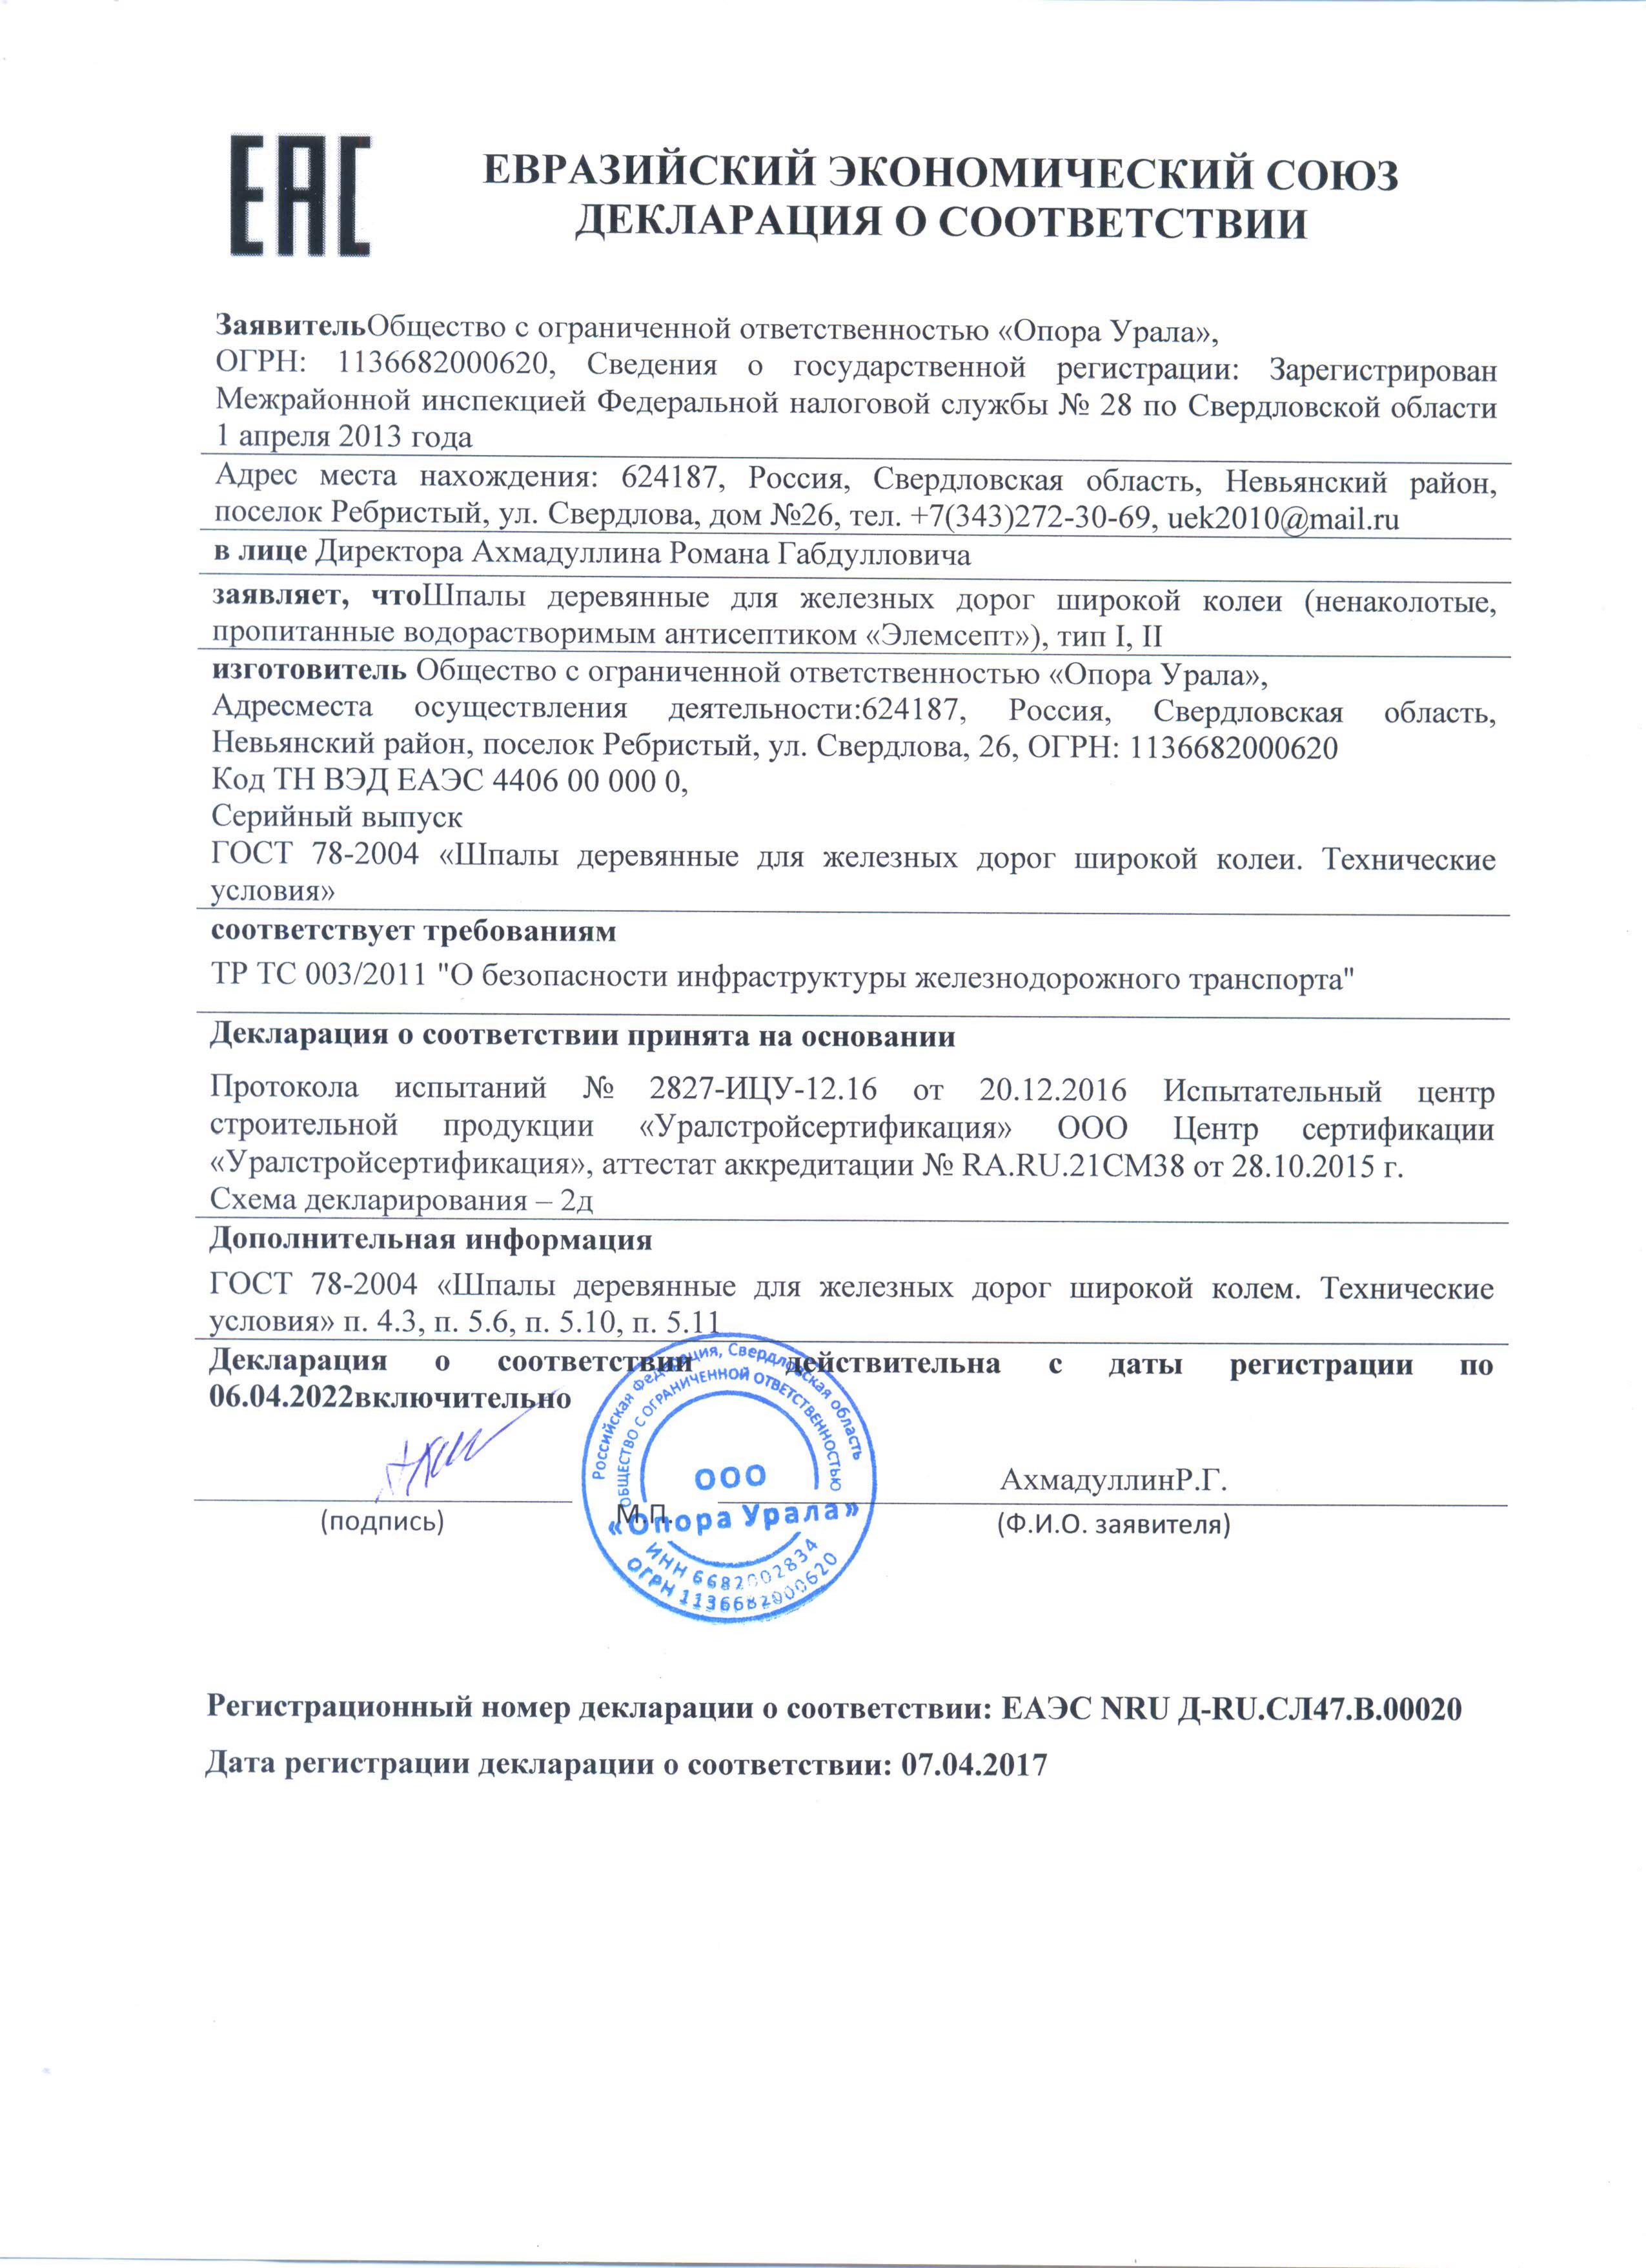 ЕАС
ЕВРАЗИЙСКИЙ ЭКОНОМИЧЕСКИЙ СОЮЗ
ДЕКЛАРАЦИЯ О СООТВЕТСТВИИ
ЗаявительОбщество с ограниченной ответственностью «Опора Урала»,
ОГРН: 1136682000620, Сведения о государственной регистрации: Зарегистрирован
Межрайонной инспекцией Федеральной налоговой службы № 28 по Свердловской области
1 апреля 2013 года
Адрес места нахождения: 624187, Россия, Свердловская область, Невьянский район,
поселок Ребристый, ул. Свердлова, дом №26, тел. +7(343)272-30-69, uek2010@mail.ru
в лице Директора Ахмадуллина Романа Габдулловича
заявляет, чтоШпалы деревянные для железных дорог широкой колеи (ненаколотые,
пропитанные водорастворимым антисептиком «Элемсепт»), тип I, II
изготовитель Общество с ограниченной ответственностью «Опора Урала»,
Адресместа осуществления деятельности:624187, Россия, Свердловская область,
Невьянский район, поселок Ребристый, ул. Свердлова, 26, ОГРН: 1136682000620
Код ТН ВЭД ЕАЭС 4406 00 000 0,
Серийный выпуск
ГОСТ 78-2004 «Шпалы деревянные для железных дорог широкой колеи. Технические
условия»
соответствует требованиям
ТР ТС 003/2011 "О безопасности инфраструктуры железнодорожного транспорта"
Декларация о соответствии принята на основании
Протокола испытаний № 2827-ИЦУ-12.16 от 20.12.2016 Испытательный центр
строительной продукции «Уралстройсертификация» ООО Центр сертификации
«Уралстройсертификация», аттестат аккредитации № RA.RU.21СМ38 от 28.10.2015 г.
Схема декларирования – 2д
Дополнительная информация
ГОСТ 78-2004 «Шпалы деревянные для железных дорог широкой колем. Технические
условия» п. 4.3, п. 5.6, п. 5.10, п. 5.11
Декларация о соответствии действительна с даты регистрации по
06.04.2022включительно
Российская Федерация, Свердловская область
ОБЩЕСТВО С ОГРАНИЧЕННОЙ ОТВЕТСТВЕННОСТЬЮ
ООО
«Опора Урала»
ИНН 6682002834
ОГРН 1136682000620
АхмадуллинР.Г.
(подпись) М.П. (Ф.И.О. заявителя)
Регистрационный номер декларации о соответствии: ЕАЭС NRU Д-RU.СЛ47.В.00020
Дата регистрации декларации о соответствии: 07.04.2017